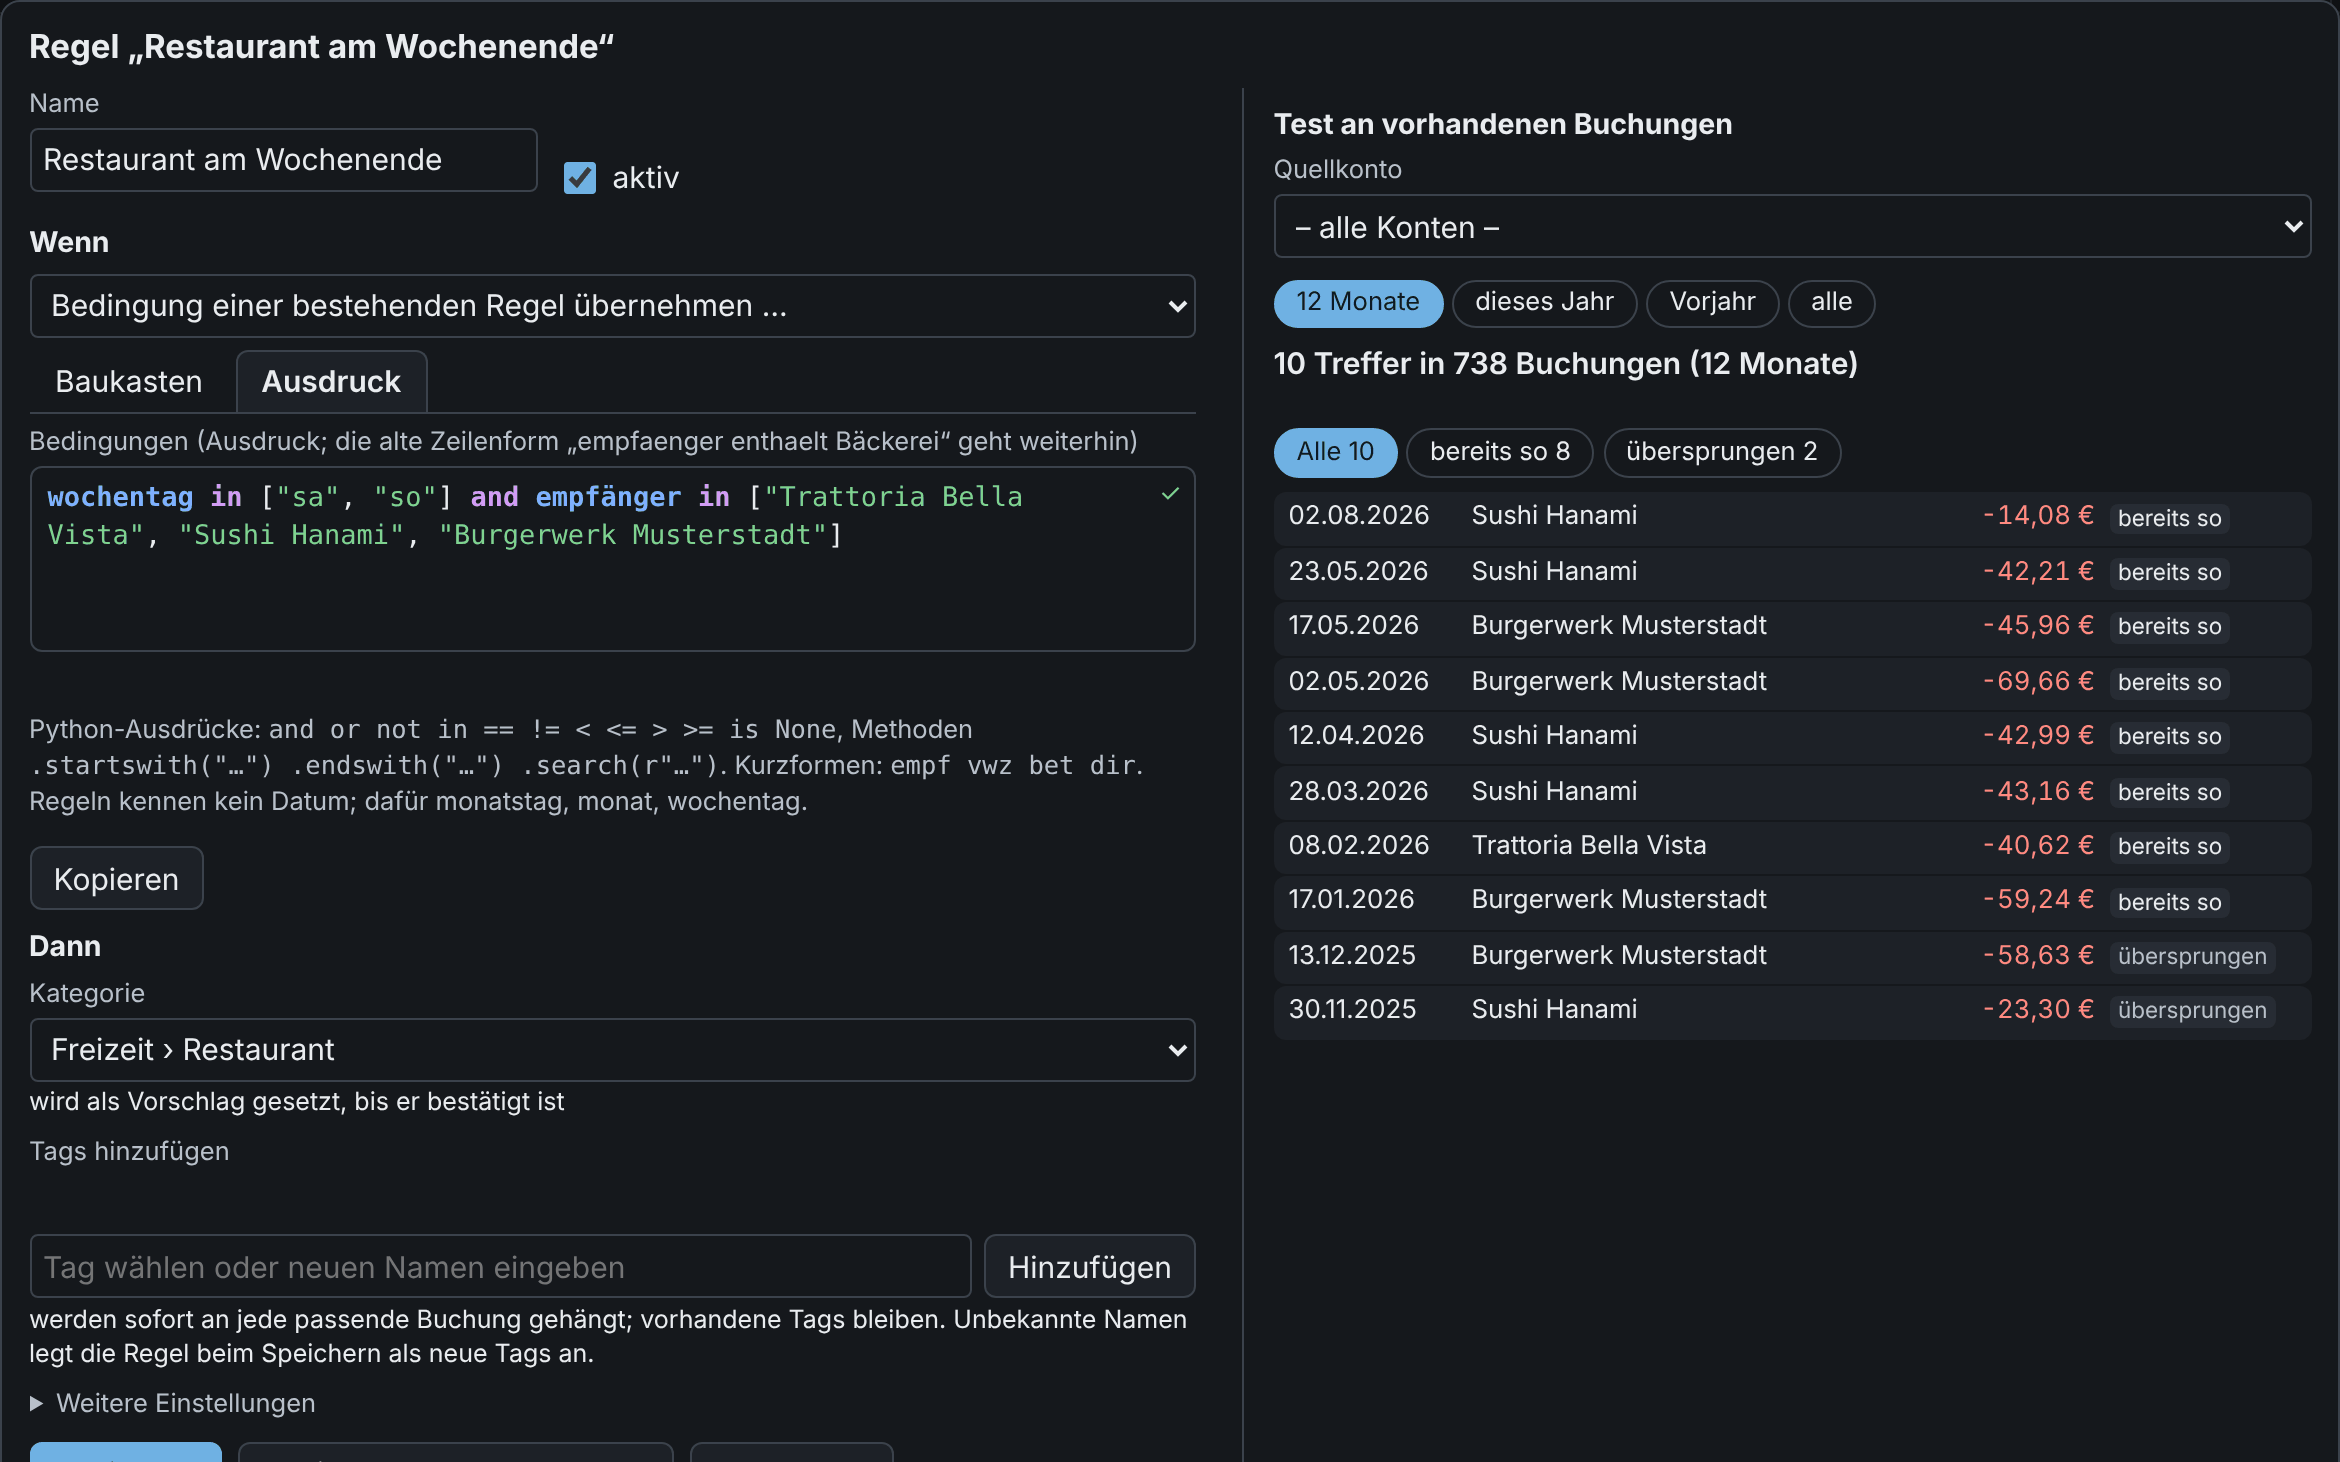 Regel „Restaurant am Wochenende“
Name
Restaurant am Wochenende
aktiv
Wenn
Bedingung einer bestehenden Regel übernehmen ...
Baukasten
Ausdruck
Bedingungen (Ausdruck; die alte Zeilenform „empfaenger enthaelt Bäckerei“ geht weiterhin)
wochentag in ["sa", "so"] and empfänger in ["Trattoria Bella
Vista", "Sushi Hanami", "Burgerwerk Musterstadt"]
Python-Ausdrücke: and or not in == != < <= > >= is None, Methoden
.startswith("…") .endswith("…") .search(r"…"). Kurzformen: empf vwz bet dir.
Regeln kennen kein Datum; dafür monatstag, monat, wochentag.
Kopieren
Dann
Kategorie
Freizeit › Restaurant
wird als Vorschlag gesetzt, bis er bestätigt ist
Tags hinzufügen
Tag wählen oder neuen Namen eingeben
Hinzufügen
werden sofort an jede passende Buchung gehängt; vorhandene Tags bleiben. Unbekannte Namen
legt die Regel beim Speichern als neue Tags an.
Weitere Einstellungen
Test an vorhandenen Buchungen
Quellkonto
– alle Konten –
12 Monate dieses Jahr Vorjahr alle
10 Treffer in 738 Buchungen (12 Monate)
Alle 10 bereits so 8 übersprungen 2
02.08.2026 Sushi Hanami -14,08 € bereits so
23.05.2026 Sushi Hanami -42,21 € bereits so
17.05.2026 Burgerwerk Musterstadt -45,96 € bereits so
02.05.2026 Burgerwerk Musterstadt -69,66 € bereits so
12.04.2026 Sushi Hanami -42,99 € bereits so
28.03.2026 Sushi Hanami -43,16 € bereits so
08.02.2026 Trattoria Bella Vista -40,62 € bereits so
17.01.2026 Burgerwerk Musterstadt -59,24 € bereits so
13.12.2025 Burgerwerk Musterstadt -58,63 € übersprungen
30.11.2025 Sushi Hanami -23,30 € übersprungen